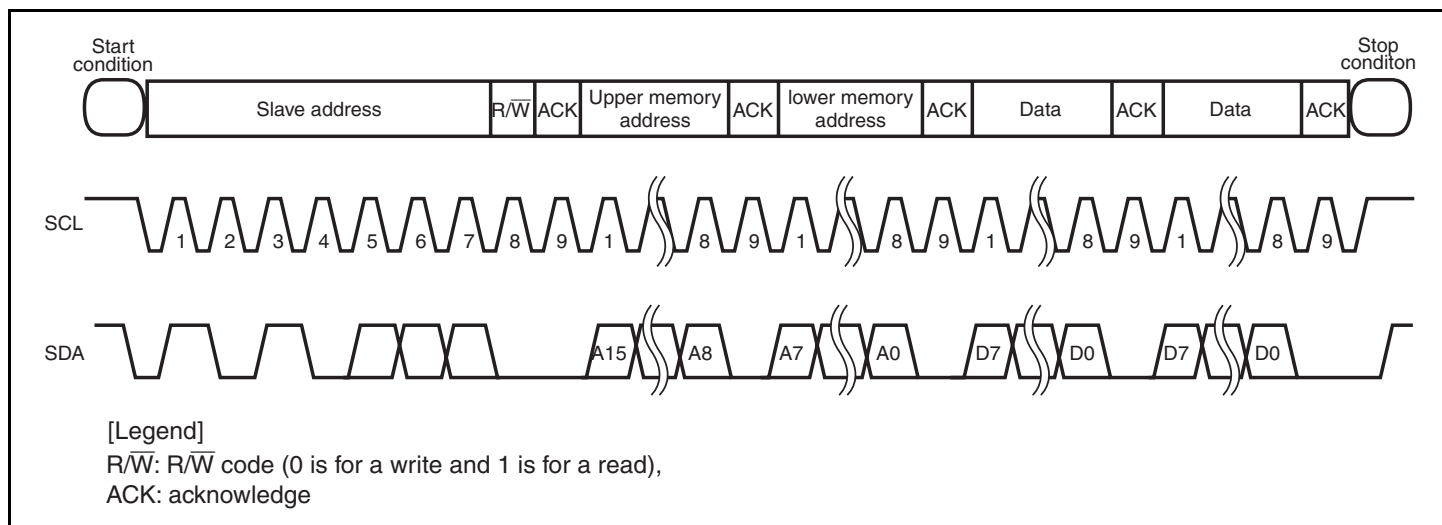 Start
condition
Stop
conditon
Slave address
R/W̅
ACK
Upper memory
address
ACK
lower memory
address
ACK
Data
ACK
Data
ACK
SCL
1 2 3 4 5 6 7 8 9 1 8 9 1 8 9 1 8 9 1 8 9
SDA
A15 A8 A7 A0 D7 D0 D7 D0
[Legend]
R/W̅: R/W̅ code (0 is for a write and 1 is for a read),
ACK: acknowledge